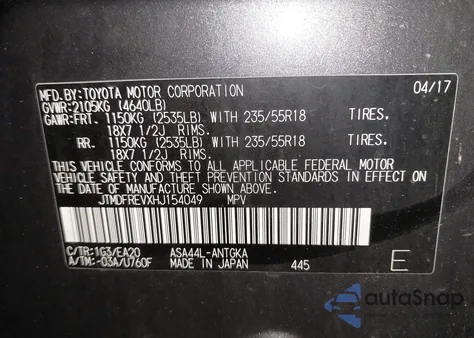 MFD. BY: TOYOTA MOTOR CORPORATION 04/17
GVWR: 2105KG (4640LB)
GAWR: FRT. 1150KG (2535LB) WITH 235/55R18 TIRES.
18X7 1/2J RIMS.
RR. 1150KG (2535LB) WITH 235/55R18 TIRES.
18X7 1/2J RIMS.
THIS VEHICLE CONFORMS TO ALL APPLICABLE FEDERAL MOTOR
VEHICLE SAFETY AND THEFT PREVENTION STANDARDS IN EFFECT ON
THE DATE OF MANUFACTURE SHOWN ABOVE.
JTMDFREVXHJ154049 MPV
C/TR: 1G3/EA20 ASA44L-ANTGKA
A/TM: -03A/U760F MADE IN JAPAN 445 E
autoSnap